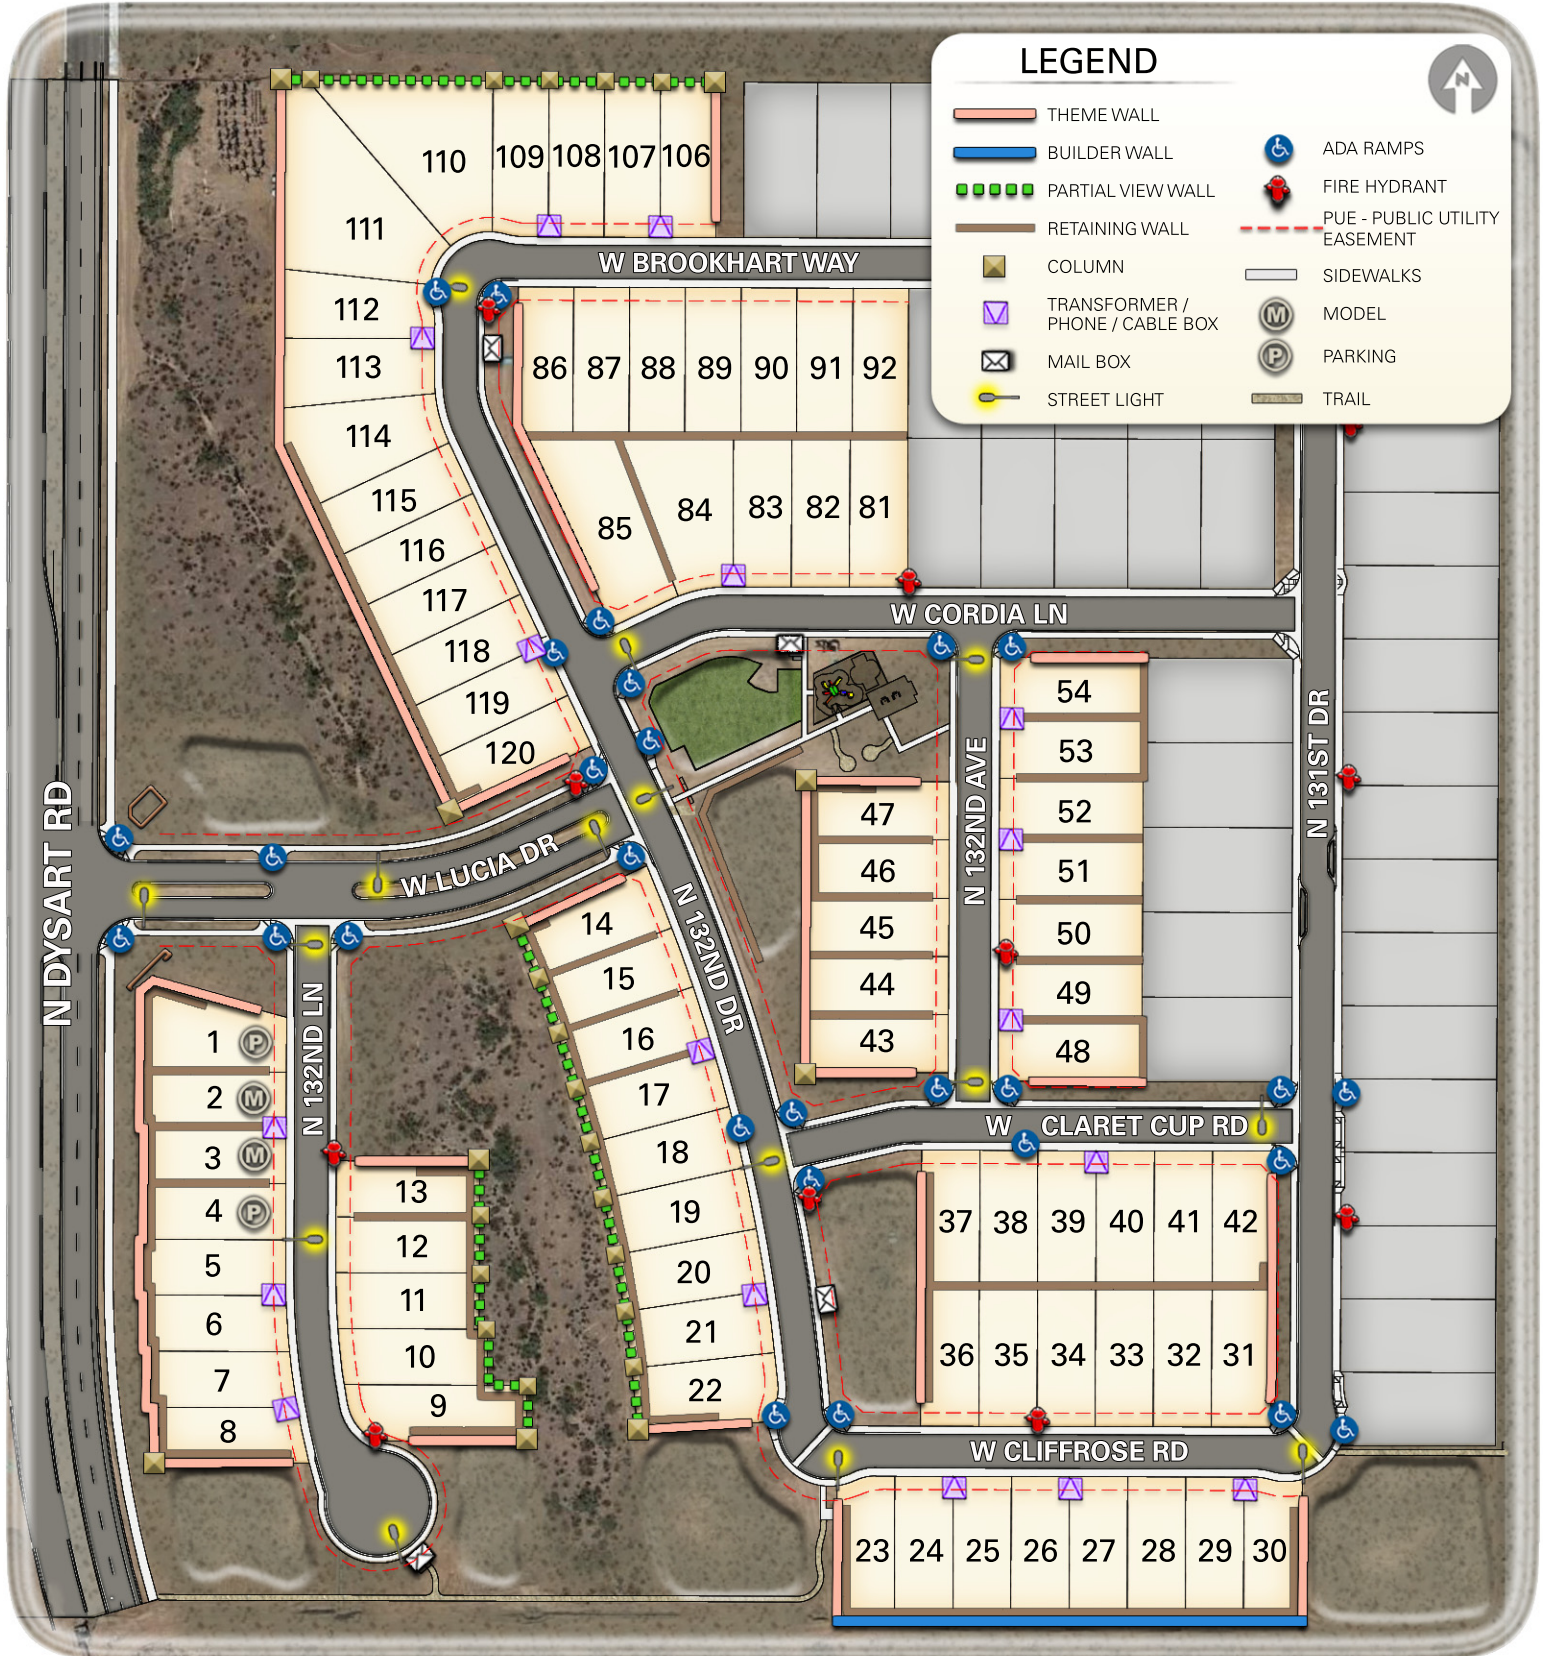 LEGEND
N
THEME WALL
BUILDER WALL
PARTIAL VIEW WALL
RETAINING WALL
COLUMN
TRANSFORMER /
PHONE / CABLE BOX
MAIL BOX
STREET LIGHT
ADA RAMPS
FIRE HYDRANT
PUE - PUBLIC UTILITY
EASEMENT
SIDEWALKS
M MODEL
P PARKING
TRAIL
110 109 108 107 106
111
W BROOKHART WAY
112
113
86 87 88 89 90 91 92
114
115
85 84 83 82 81
116
117
W CORDIA LN
118
119
120
54
53
52
51
50
49
48
N 132ND AVE
N 131ST DR
47
46
45
44
43
N DYSART RD
W LUCIA DR
N 132ND DR
14
15
16
17
18
19
20
21
22
N 132ND LN
1 P
2 M
3 M
4 P
5
6
7
8
13
12
11
10
9
W CLARET CUP RD
37 38 39 40 41 42
36 35 34 33 32 31
W CLIFFROSE RD
23 24 25 26 27 28 29 30